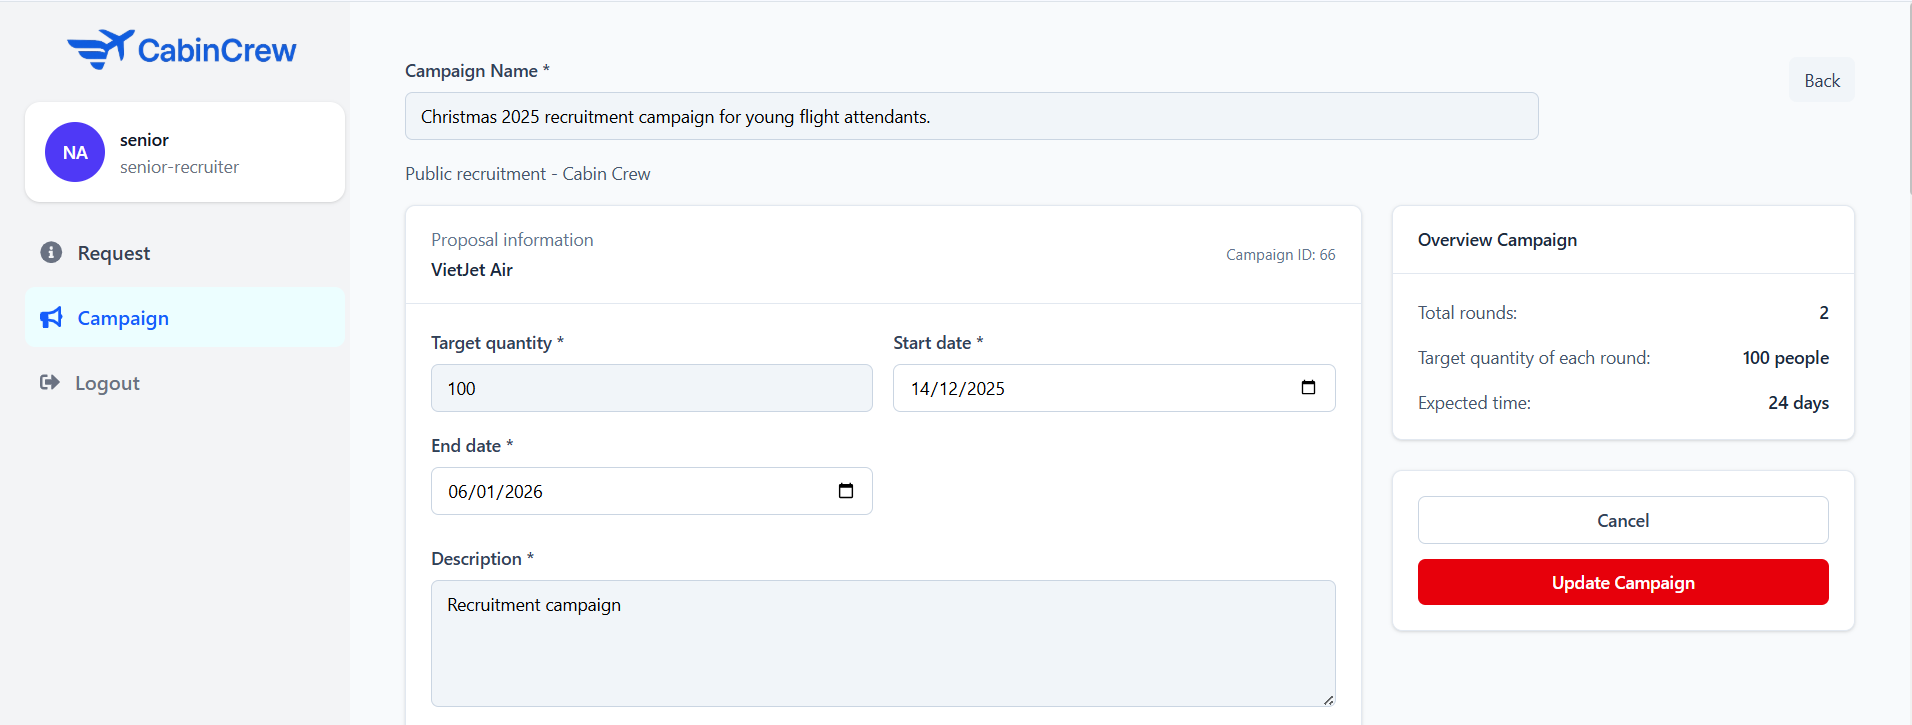 CabinCrew
NA
senior
senior-recruiter
Request
Campaign
Logout
Campaign Name *
Back
Christmas 2025 recruitment campaign for young flight attendants.
Public recruitment - Cabin Crew
Proposal information
VietJet Air
Campaign ID: 66
Target quantity *
100
Start date *
14/12/2025
End date *
06/01/2026
Description *
Recruitment campaign
Overview Campaign
Total rounds: 2
Target quantity of each round: 100 people
Expected time: 24 days
Cancel
Update Campaign